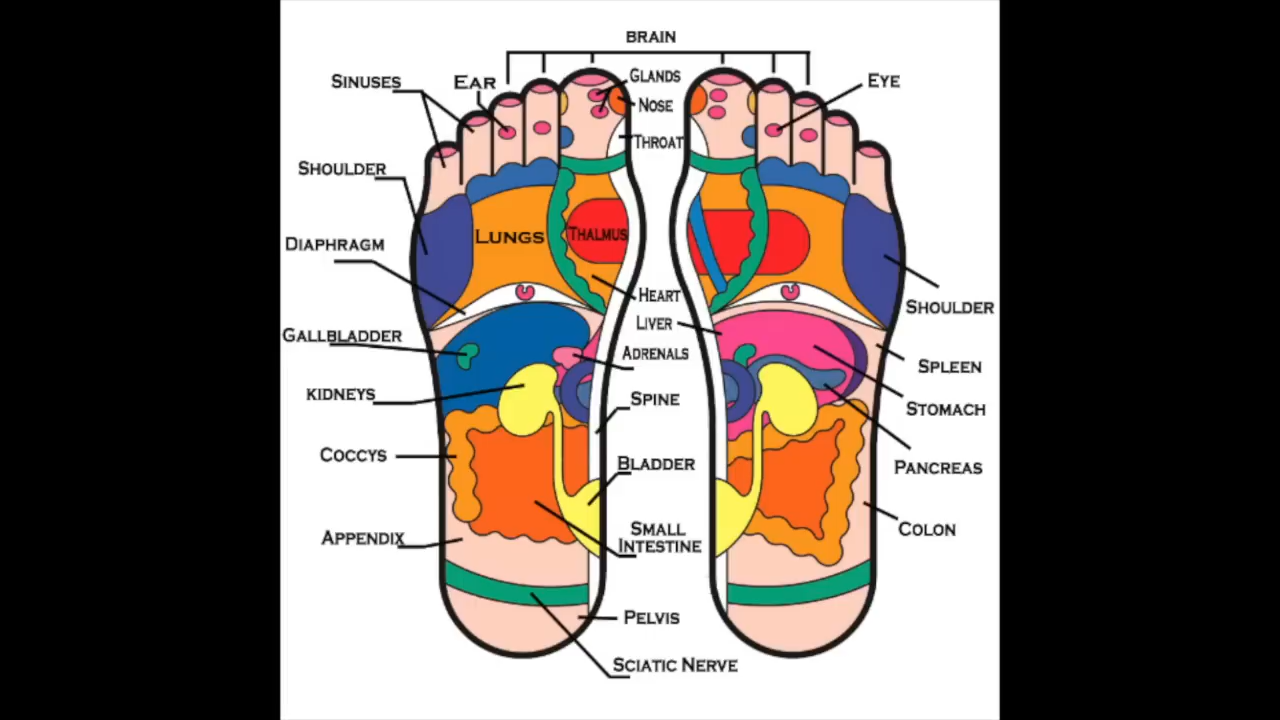 BRAIN
SINUSES
EAR
GLANDS
EYE
NOSE
THROAT
SHOULDER
LUNGS
THALMUS
DIAPHRAGM
HEART
SHOULDER
LIVER
GALLBLADDER
ADRENALS
SPLEEN
KIDNEYS
SPINE
STOMACH
COCCYS
BLADDER
PANCREAS
APPENDIX
SMALL
INTESTINE
COLON
PELVIS
SCIATIC NERVE